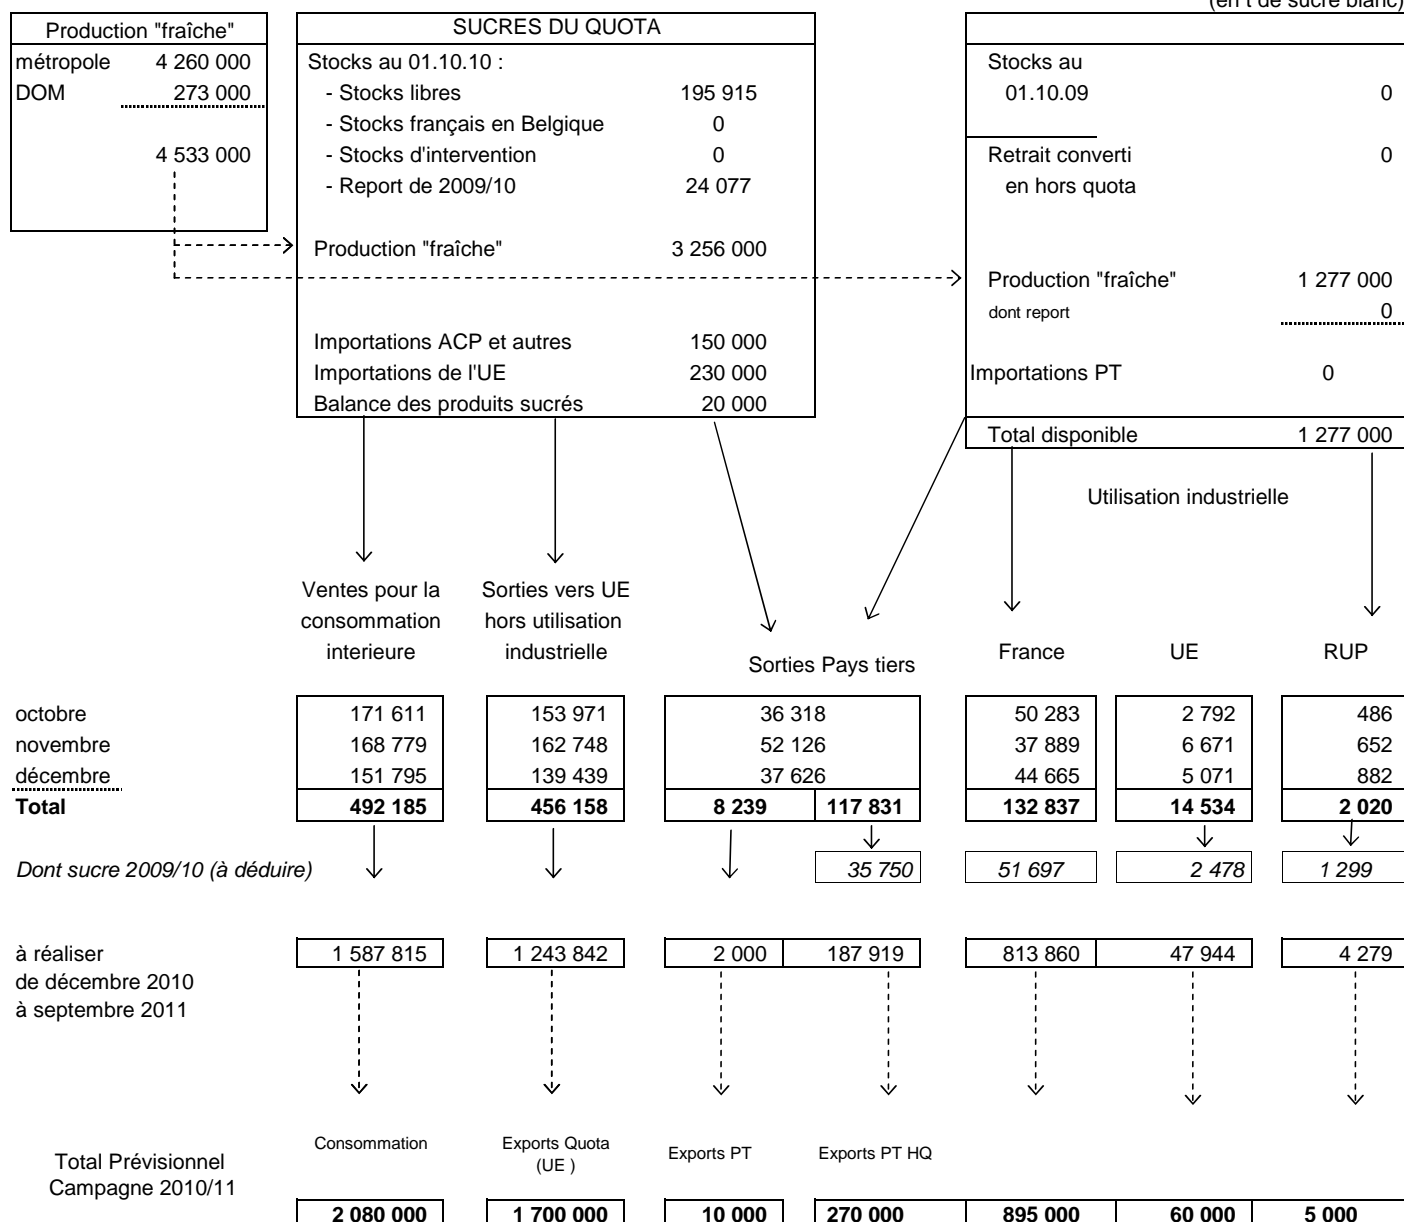 (en t de sucre blanc)
Production "fraîche"
métropole 4 260 000
DOM 273 000
4 533 000
SUCRES DU QUOTA
Stocks au 01.10.10 :
- Stocks libres 195 915
- Stocks français en Belgique 0
- Stocks d'intervention 0
- Report de 2009/10 24 077
Production "fraîche" 3 256 000
Importations ACP et autres 150 000
Importations de l'UE 230 000
Balance des produits sucrés 20 000
Stocks au
01.10.09 0
Retrait converti 0
en hors quota
Production "fraîche" 1 277 000
dont report 0
Importations PT 0
Total disponible 1 277 000
Utilisation industrielle
Ventes pour la
consommation
interieure
Sorties vers UE
hors utilisation
industrielle
Sorties Pays tiers
France UE RUP
octobre 171 611 153 971 36 318 50 283 2 792 486
novembre 168 779 162 748 52 126 37 889 6 671 652
décembre 151 795 139 439 37 626 44 665 5 071 882
Total 492 185 456 158 8 239 117 831 132 837 14 534 2 020
Dont sucre 2009/10 (à déduire) 35 750 51 697 2 478 1 299
à réaliser 1 587 815 1 243 842 2 000 187 919 813 860 47 944 4 279
de décembre 2010
à septembre 2011
Total Prévisionnel
Campagne 2010/11
Consommation
Exports Quota
(UE )
Exports PT
Exports PT HQ
2 080 000 1 700 000 10 000 270 000 895 000 60 000 5 000